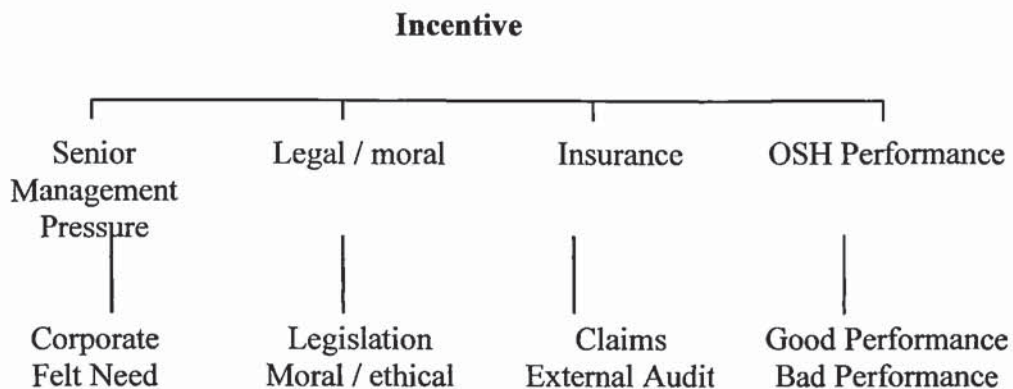 Incentive
Senior Management Pressure
Legal / moral
Insurance
OSH Performance
Corporate Felt Need
Legislation Moral / ethical
Claims External Audit
Good Performance Bad Performance